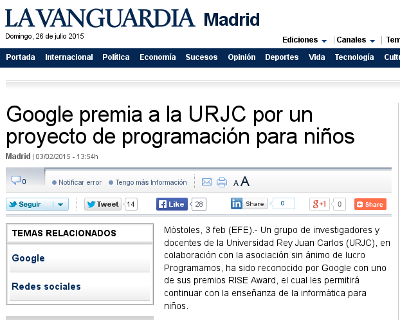 LA VANGUARDIA Madrid
Domingo, 26 de julio 2015
Ediciones Canales Tem
Portada Internacional Política Economía Sucesos Opinión Deportes Vida Tecnología Cult
Google premia a la URJC por un
proyecto de programación para niños
Madrid | 03/02/2015 - 13:54h
0 Notificar error Tengo más Información A A
Seguir Tweet 14 Like 28 Share 0 +1 0 Share
TEMAS RELACIONADOS
Google
Redes sociales
Móstoles, 3 feb (EFE).- Un grupo de investigadores y
docentes de la Universidad Rey Juan Carlos (URJC), en
colaboración con la asociación sin ánimo de lucro
Programamos, ha sido reconocido por Google con uno
de sus premios RISE Award, el cual les permitirá
continuar con la enseñanza de la informática para
niños.